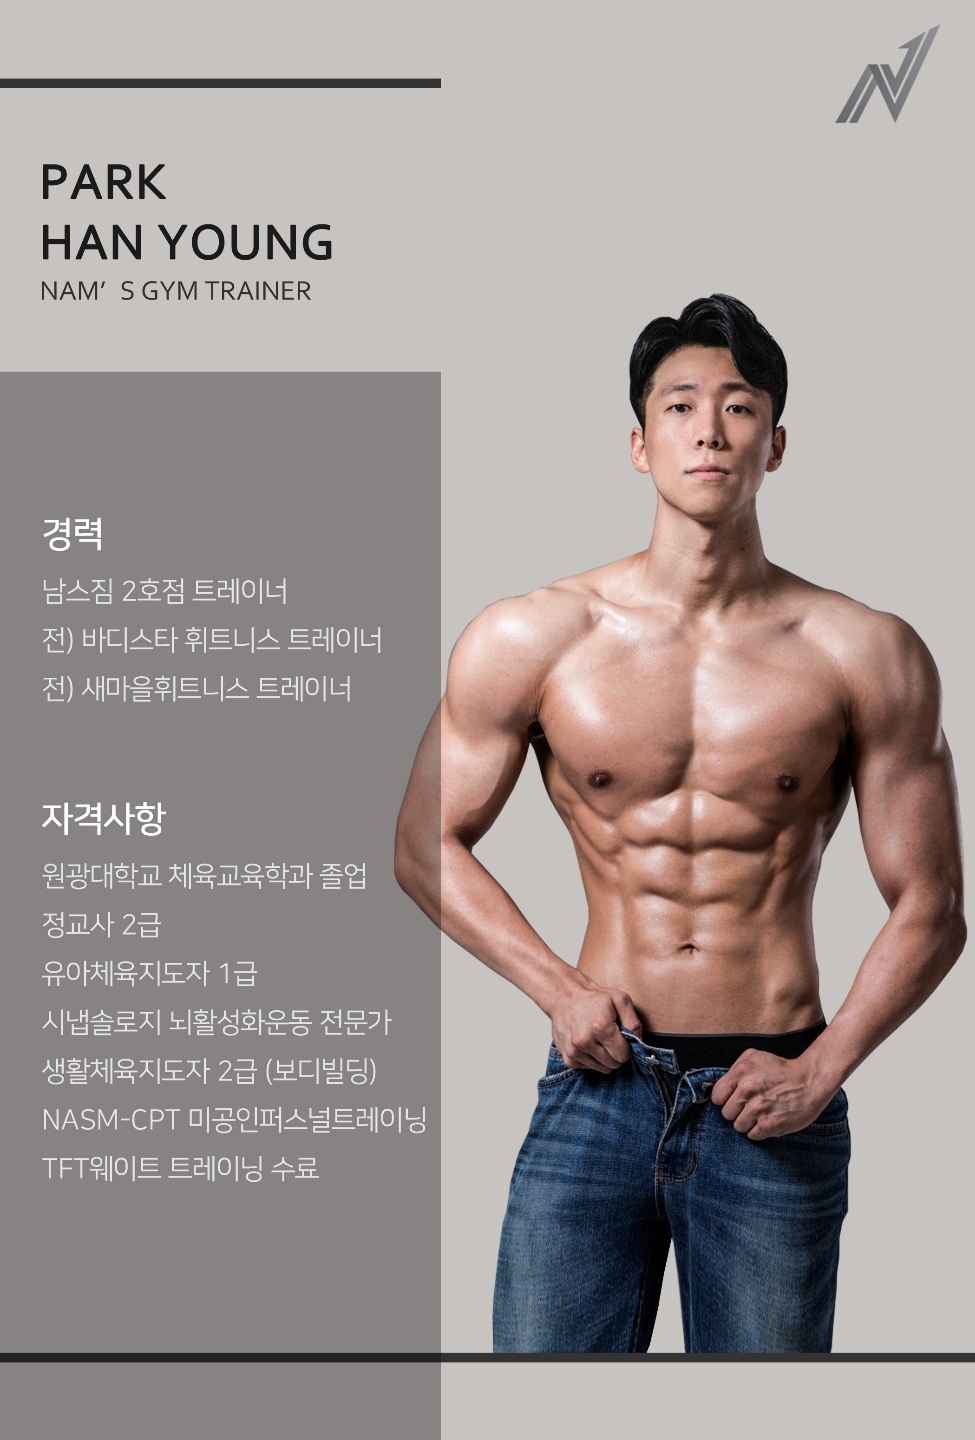 PARK
HAN YOUNG
NAM’ S GYM TRAINER
경력
남스짐 2호점 트레이너
전) 바디스타 휘트니스 트레이너
전) 새마을휘트니스 트레이너
자격사항
원광대학교 체육교육학과 졸업
정교사 2급
유아체육지도자 1급
시냅솔로지 뇌활성화운동 전문가
생활체육지도자 2급 (보디빌딩)
NASM-CPT 미공인퍼스널트레이닝
TFT웨이트 트레이닝 수료